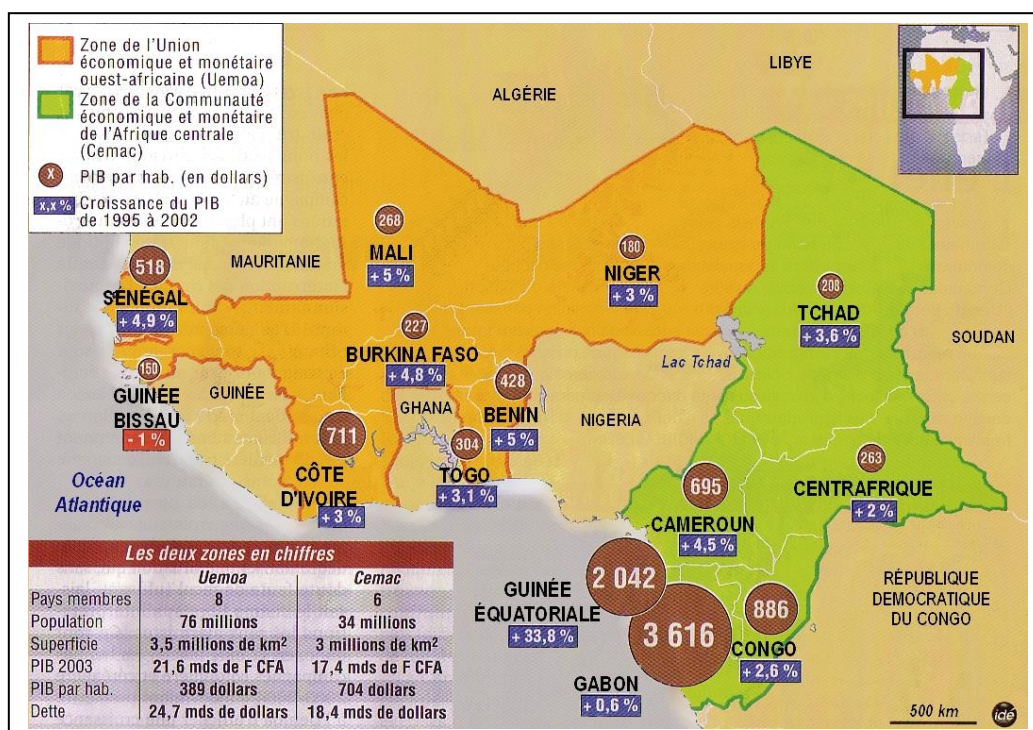 Zone de l'Union
économique et monétaire
ouest-africaine (Uemoa)
Zone de la Communauté
économique et monétaire
de l'Afrique centrale
(Cemac)
X PIB par hab. (en dollars)
x,x % Croissance du PIB
de 1995 à 2002
LIBYE
ALGÉRIE
MAURITANIE
268
MALI
+ 5 %
180
NIGER
+ 3 %
208
TCHAD
+ 3,6 %
SOUDAN
518
SENÉGAL
+ 4,9 %
227
BURKINA FASO
+ 4,8 %
Lac Tchad
150
GUINÉE
BISSAU
- 1 %
GUINÉE
GHANA
428
BENIN
+ 5 %
NIGERIA
711
CÔTE
D'IVOIRE
+ 3 %
304
TOGO
+ 3,1 %
263
CENTRAFRIQUE
+ 2 %
695
CAMEROUN
+ 4,5 %
Océan
Atlantique
2 042
GUINÉE
ÉQUATORIALE
+ 33,8 %
3 616
GABON
+ 0,6 %
886
CONGO
+ 2,6 %
RÉPUBLIQUE
DEMOCRATIQUE
DU CONGO
Les deux zones en chiffres
Uemoa Cemac
Pays membres 8 6
Population 76 millions 34 millions
Superficie 3,5 millions de km² 3 millions de km²
PIB 2003 21,6 mds de F CFA 17,4 mds de F CFA
PIB par hab. 389 dollars 704 dollars
Dette 24,7 mds de dollars 18,4 mds de dollars
500 km
idé